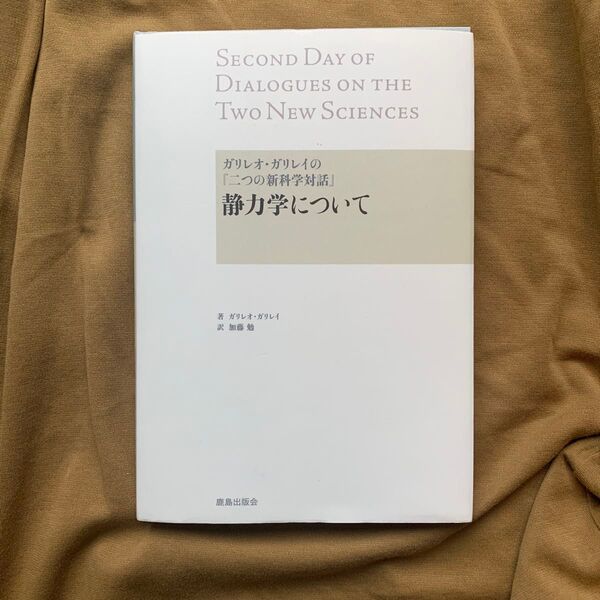 SECOND DAY OF
DIALOGUES ON THE
TWO NEW SCIENCES
ガリレオ・ガリレイの
『二つの新科学対話』
静力学について
著 ガリレオ・ガリレイ
訳 加藤 勉
鹿島出版会